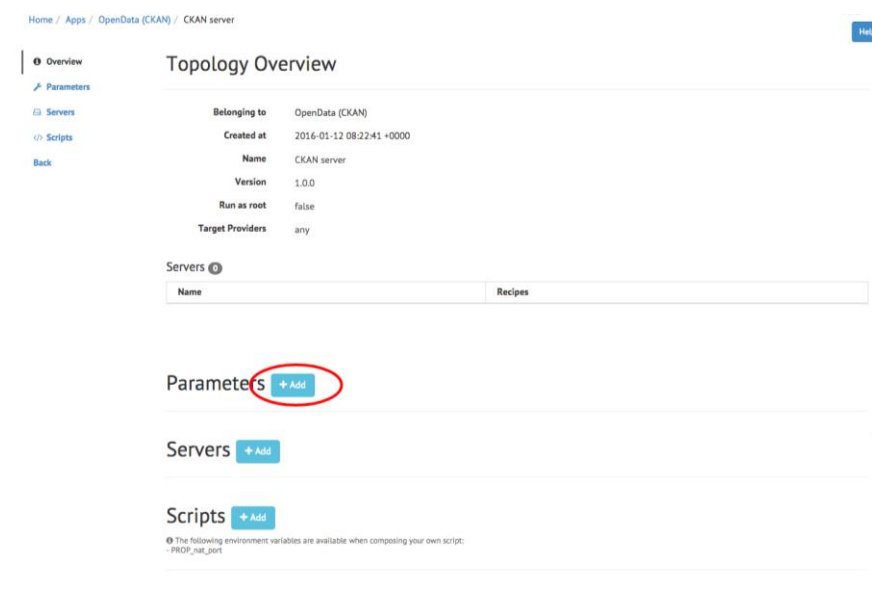 Home / Apps / OpenData (CKAN) / CKAN server
Overview
Parameters
Servers
Scripts
Back
Topology Overview
Belonging to OpenData (CKAN)
Created at 2016-01-12 08:22:41 +0000
Name CKAN server
Version 1.0.0
Run as root false
Target Providers any
Servers 0
Name Recipes
Parameters + Add
Servers + Add
Scripts + Add
The following environment variables are available when composing your own script:
- PROP_nat_port